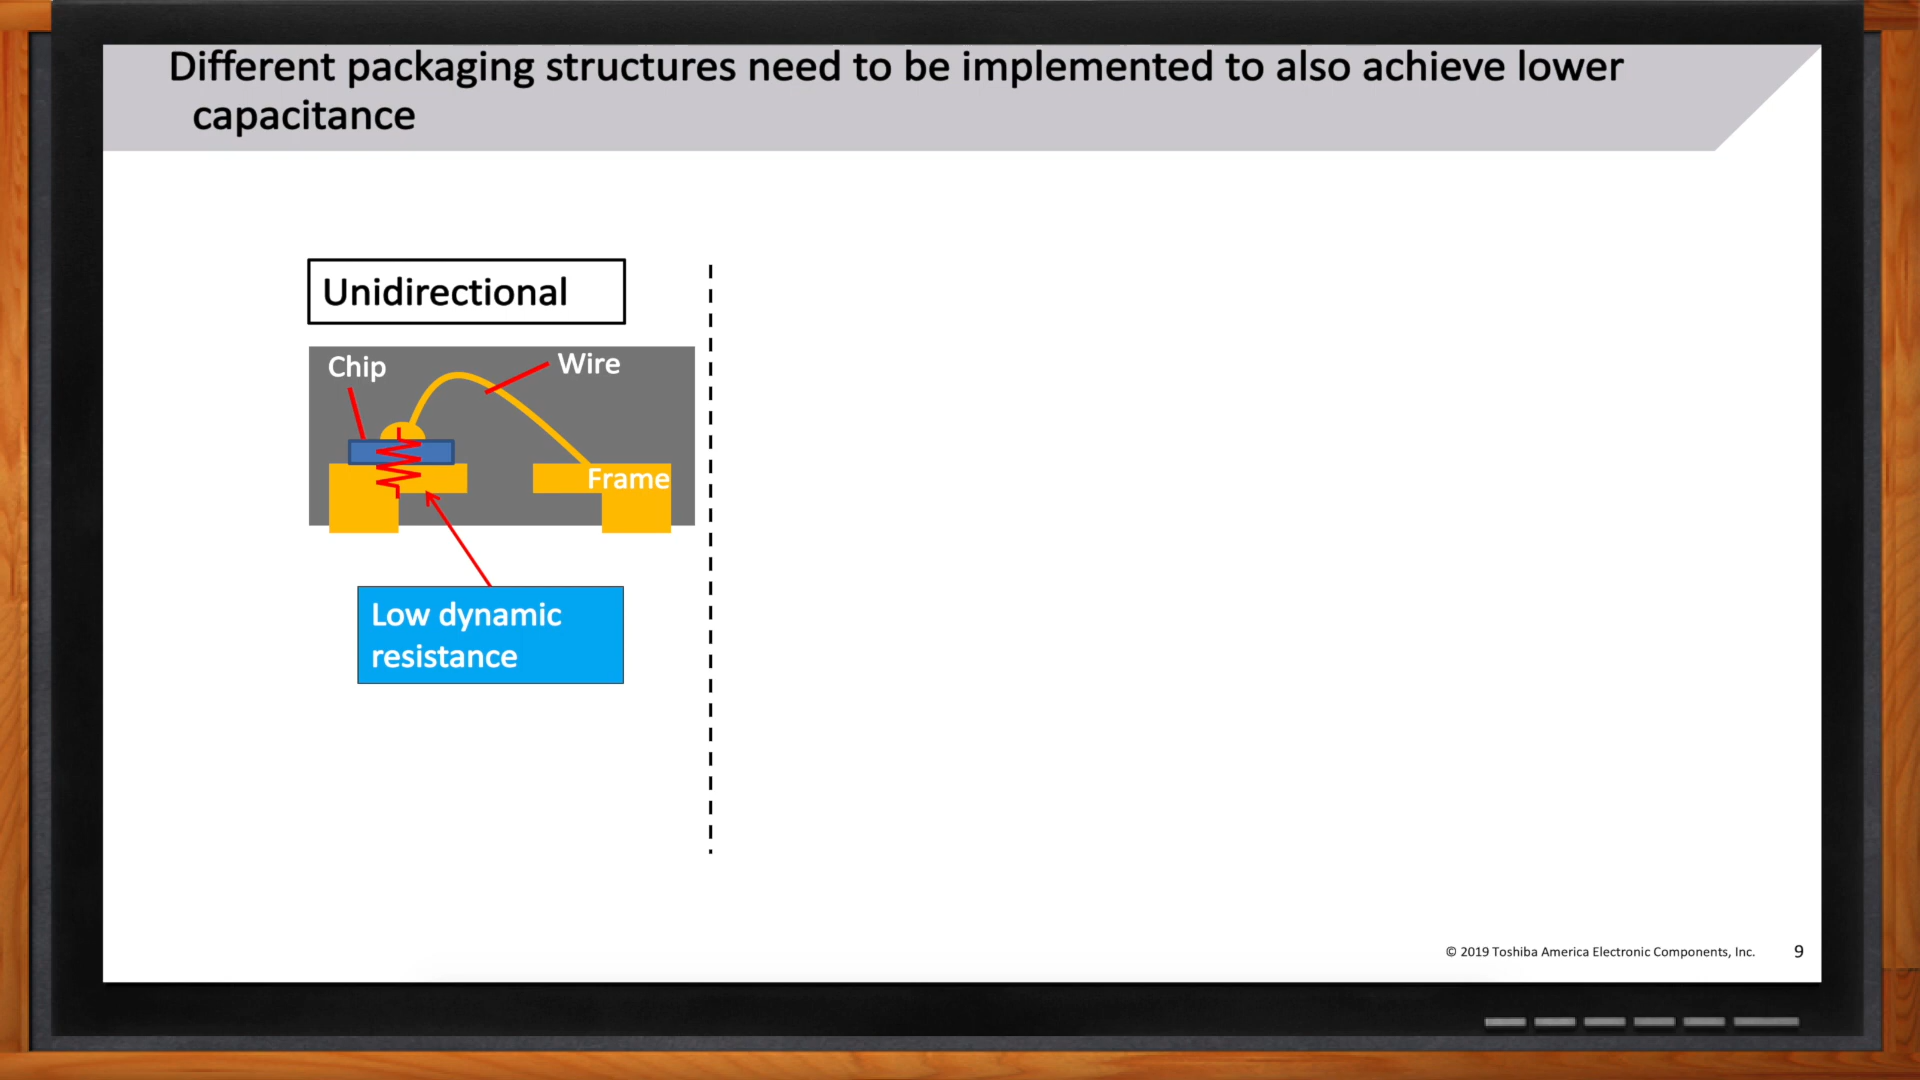 Different packaging structures need to be implemented to also achieve lower
capacitance
Unidirectional
Chip
Wire
Frame
Low dynamic
resistance
© 2019 Toshiba America Electronic Components, Inc.
9